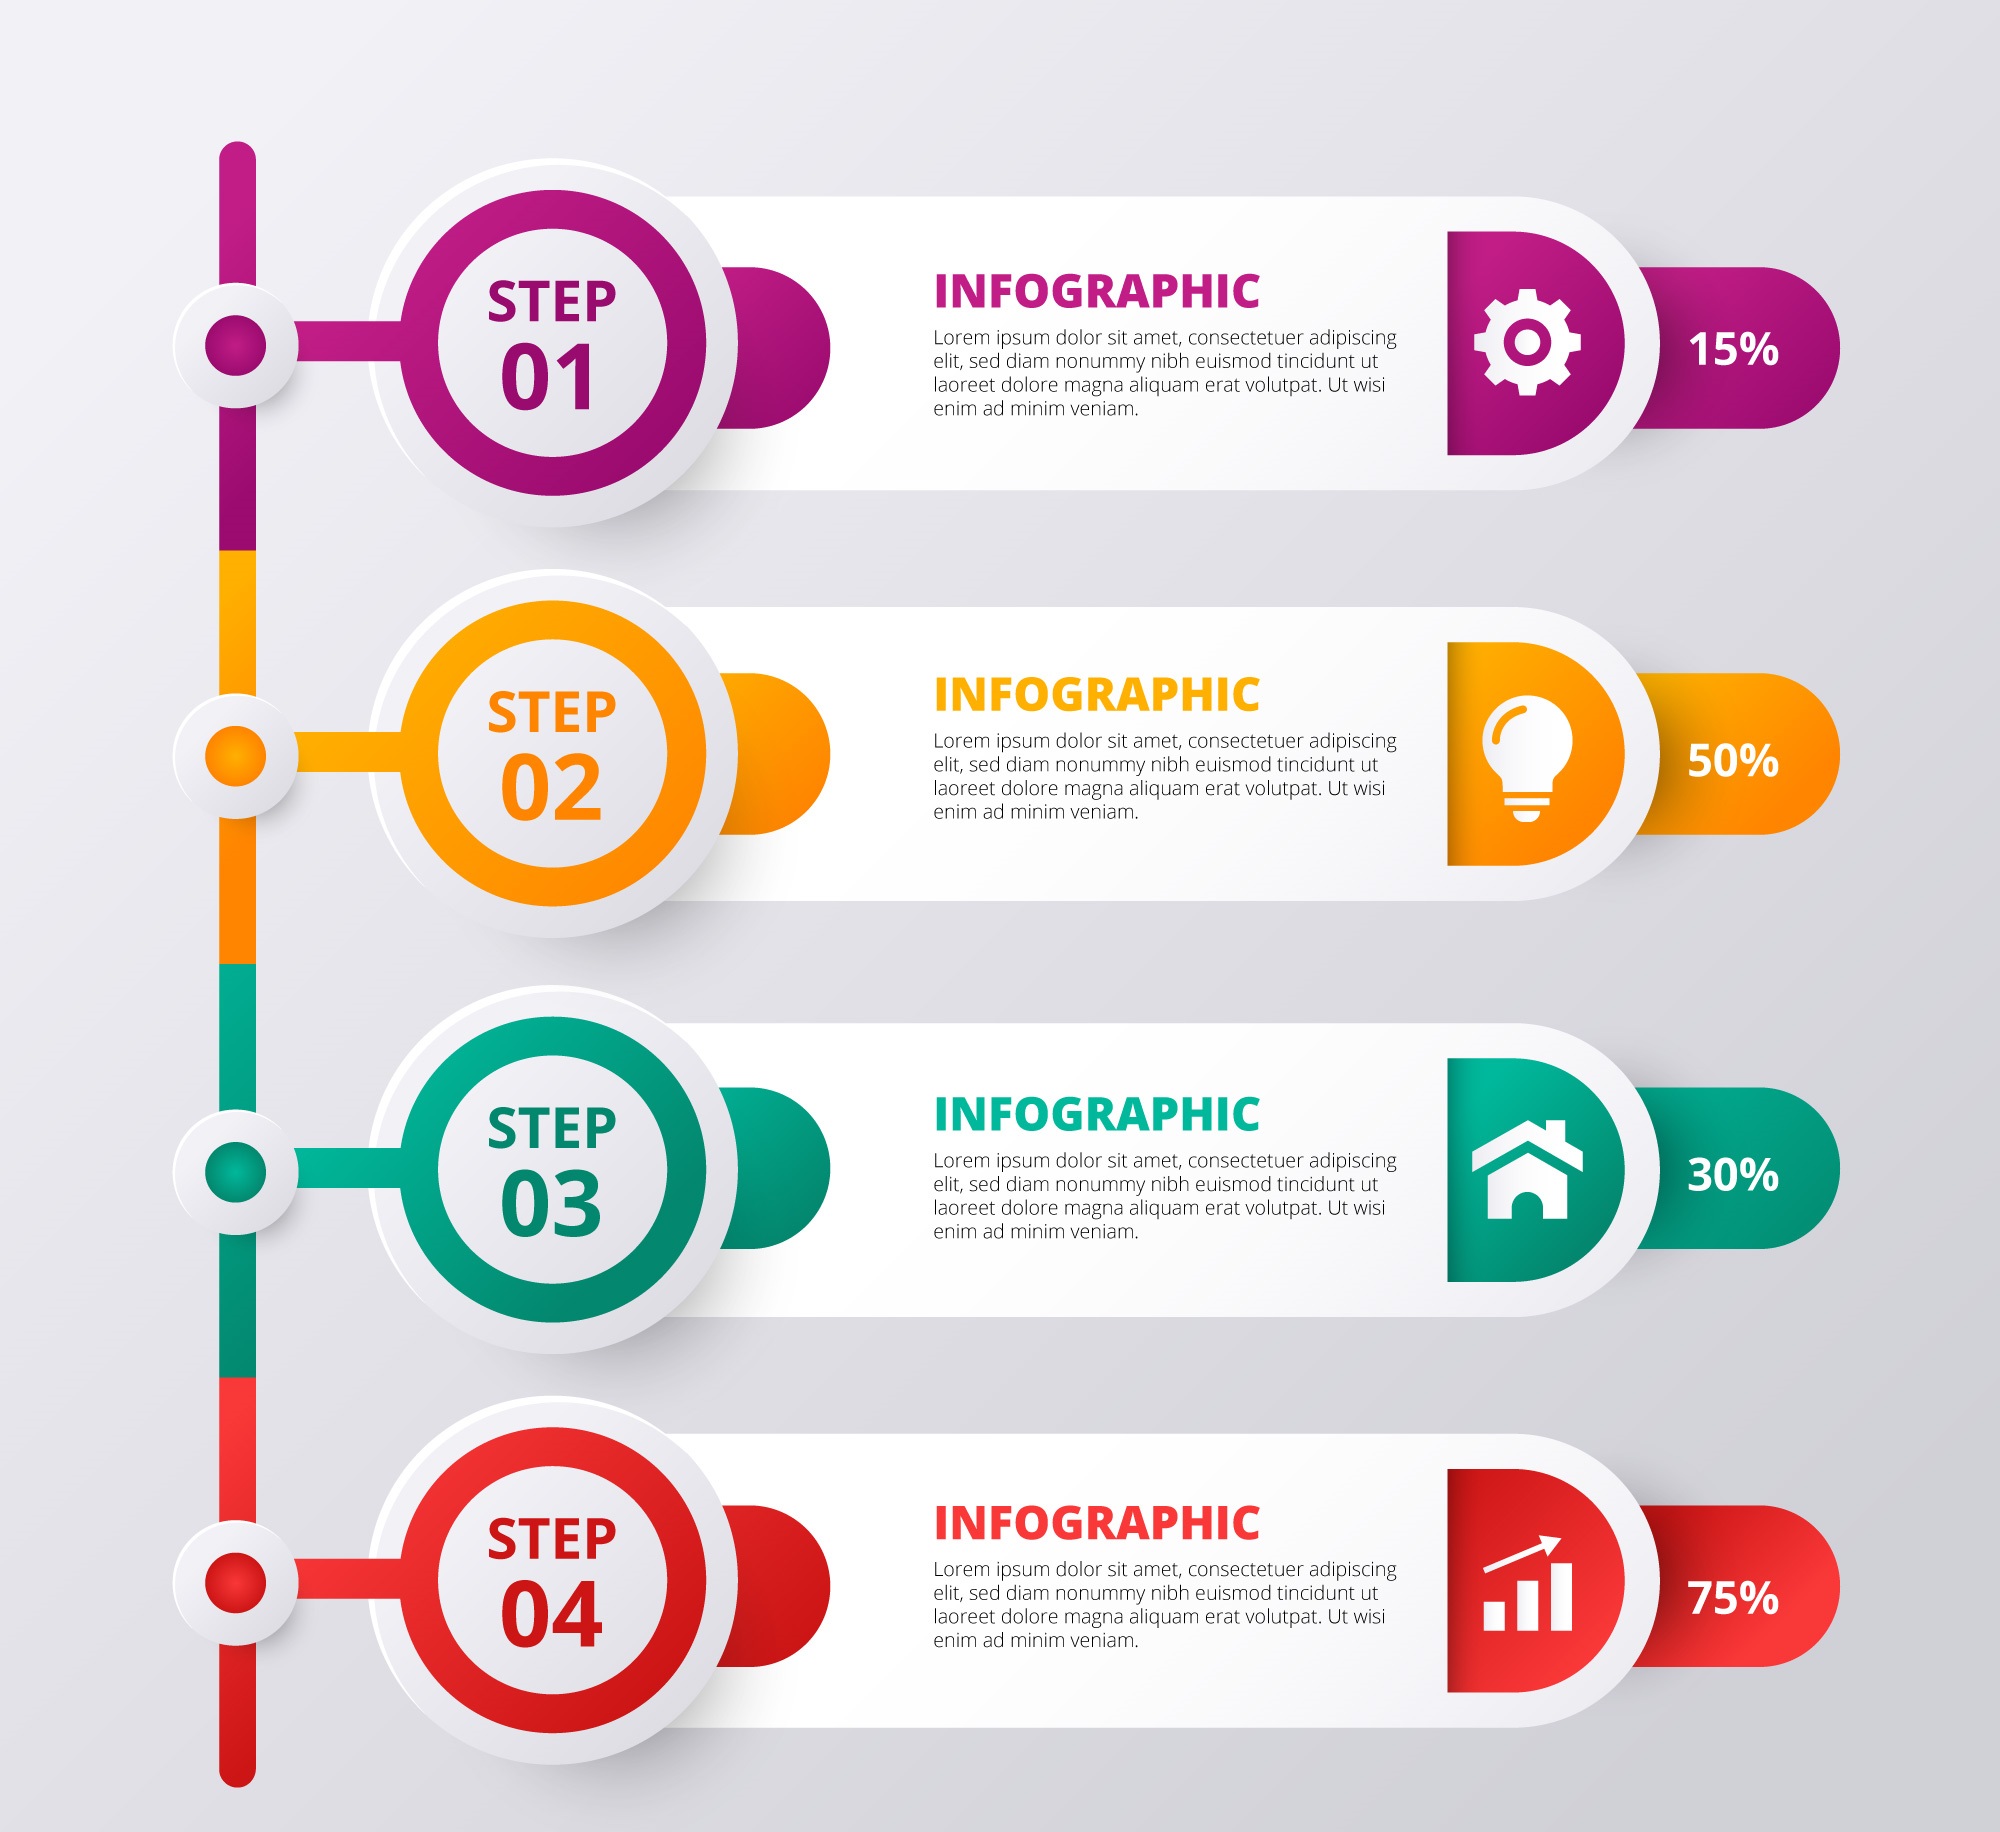 STEP
01
INFOGRAPHIC
Lorem ipsum dolor sit amet, consectetuer adipiscing
elit, sed diam nonummy nibh euismod tincidunt ut
laoreet dolore magna aliquam erat volutpat. Ut wisi
enim ad minim veniam.
15%
STEP
02
INFOGRAPHIC
Lorem ipsum dolor sit amet, consectetuer adipiscing
elit, sed diam nonummy nibh euismod tincidunt ut
laoreet dolore magna aliquam erat volutpat. Ut wisi
enim ad minim veniam.
50%
STEP
03
INFOGRAPHIC
Lorem ipsum dolor sit amet, consectetuer adipiscing
elit, sed diam nonummy nibh euismod tincidunt ut
laoreet dolore magna aliquam erat volutpat. Ut wisi
enim ad minim veniam.
30%
STEP
04
INFOGRAPHIC
Lorem ipsum dolor sit amet, consectetuer adipiscing
elit, sed diam nonummy nibh euismod tincidunt ut
laoreet dolore magna aliquam erat volutpat. Ut wisi
enim ad minim veniam.
75%